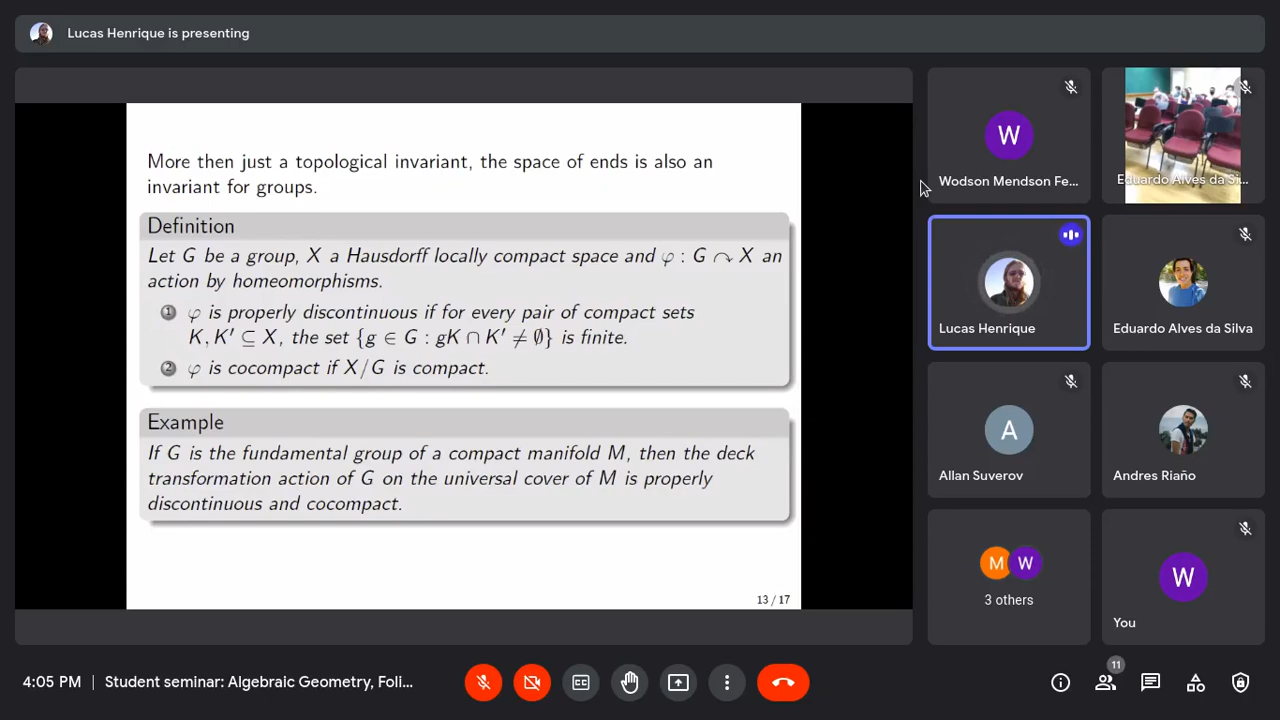 Lucas Henrique is presenting
More then just a topological invariant, the space of ends is also an
invariant for groups.
Definition
Let G be a group, X a Hausdorff locally compact space and φ : G ↷ X an
action by homeomorphisms.
1 φ is properly discontinuous if for every pair of compact sets
K, K′ ⊆ X, the set {g ∈ G : gK ∩ K′ ≠ ∅} is finite.
2 φ is cocompact if X/G is compact.
Example
If G is the fundamental group of a compact manifold M, then the deck
transformation action of G on the universal cover of M is properly
discontinuous and cocompact.
13 / 17
W
Wodson Mendson Fe...
Eduardo Alves da Si...
Lucas Henrique
Eduardo Alves da Silva
A
Allan Suverov
Andres Riaño
M W
3 others
W
You
4:05 PM | Student seminar: Algebraic Geometry, Foli...
CC
11